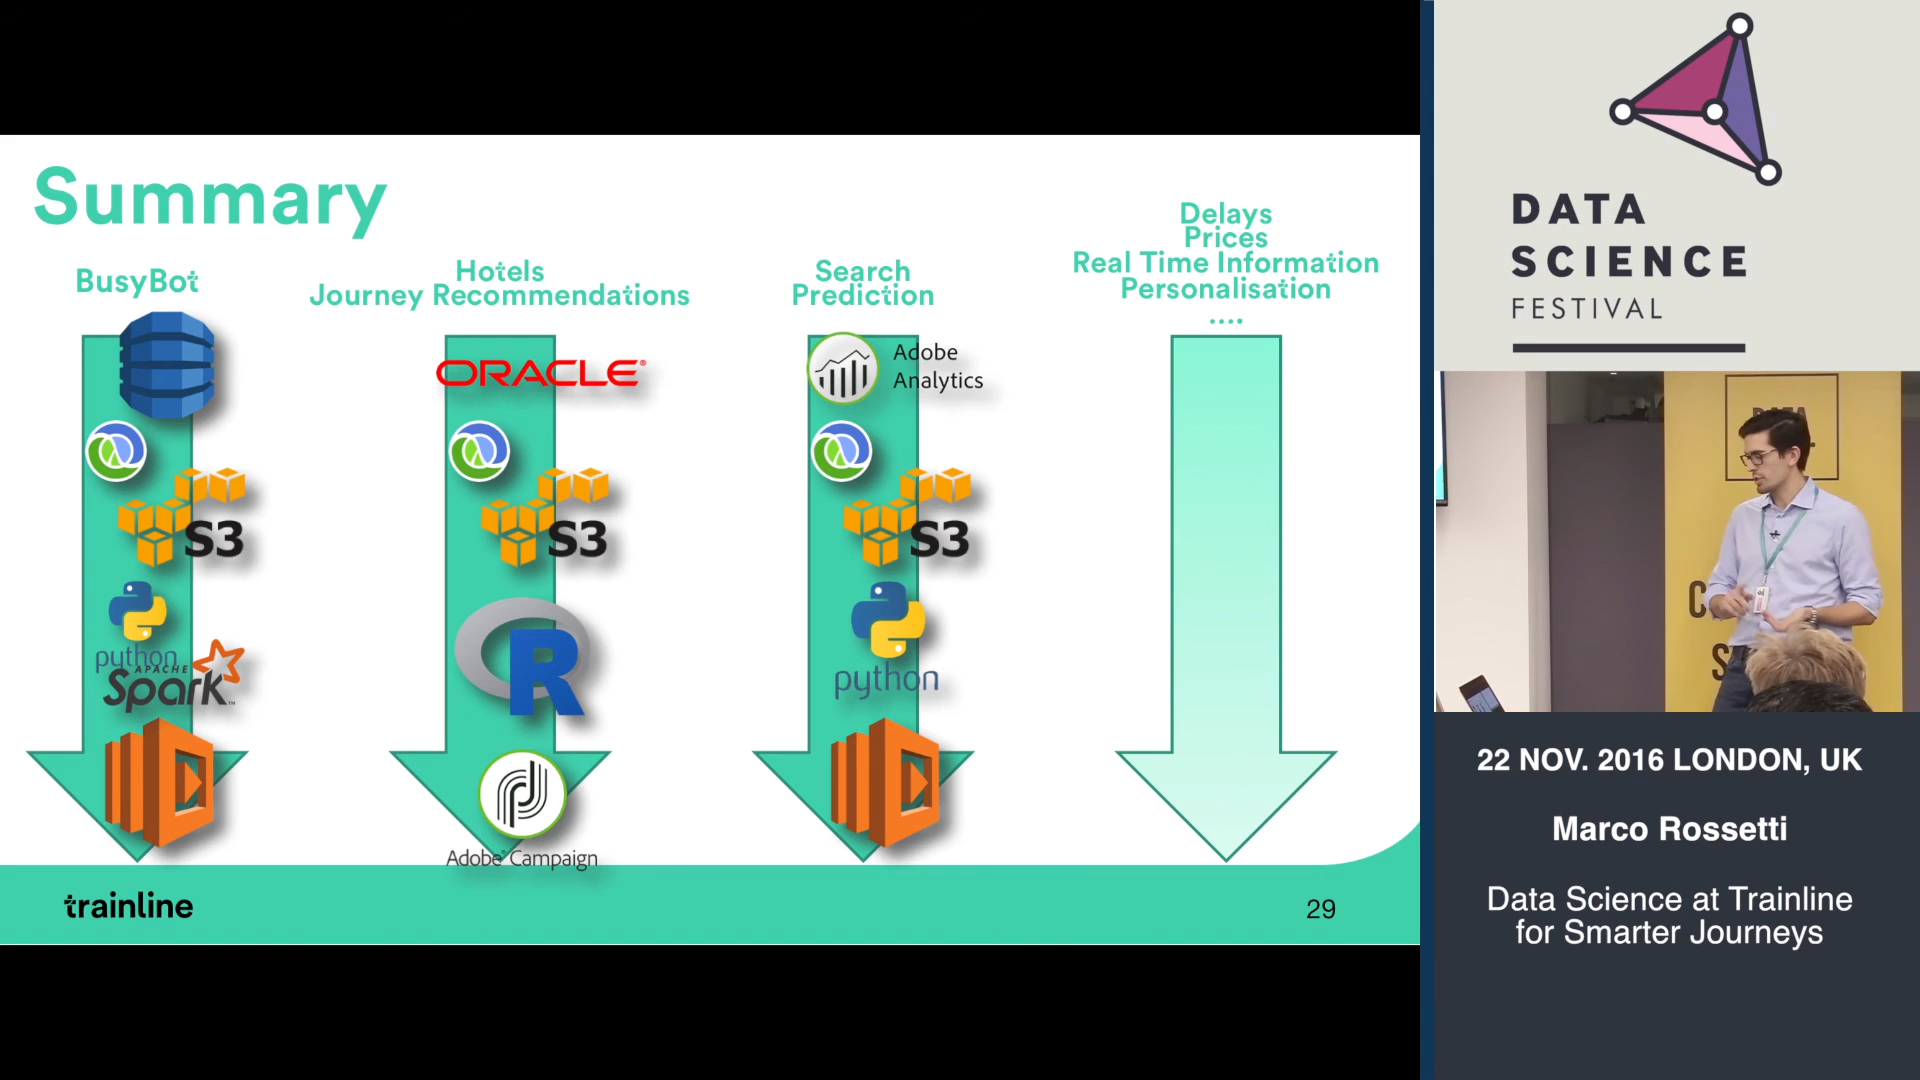 Summary
BusyBot
Hotels
Journey Recommendations
Search
Prediction
Delays
Prices
Real Time Information
Personalisation
....
ORACLE®
Adobe
Analytics
S3
S3
S3
python
APACHE
Spark™
R
python
Adobe® Campaign
trainline
29
DATA
SCIENCE
FESTIVAL
DATA
C
S
22 NOV. 2016 LONDON, UK
Marco Rossetti
Data Science at Trainline
for Smarter Journeys